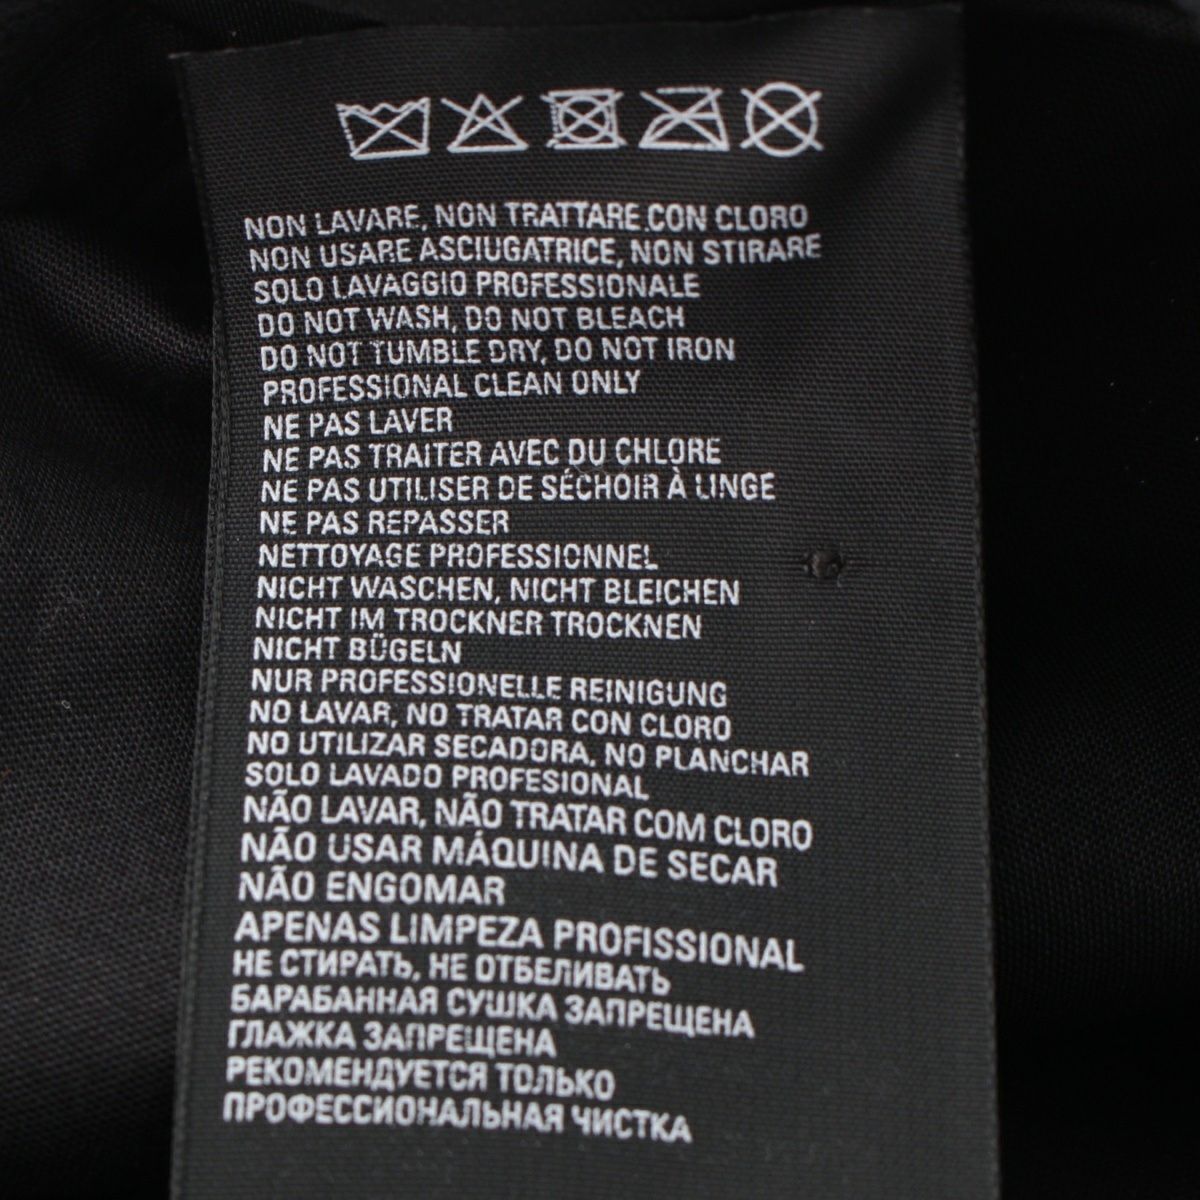 NON LAVARE, NON TRATTARE CON CLORO
NON USARE ASCIUGATRICE, NON STIRARE
SOLO LAVAGGIO PROFESSIONALE
DO NOT WASH, DO NOT BLEACH
DO NOT TUMBLE DRY, DO NOT IRON
PROFESSIONAL CLEAN ONLY
NE PAS LAVER
NE PAS TRAITER AVEC DU CHLORE
NE PAS UTILISER DE SÉCHOIR À LINGE
NE PAS REPASSER
NETTOYAGE PROFESSIONNEL
NICHT WASCHEN, NICHT BLEICHEN
NICHT IM TROCKNER TROCKNEN
NICHT BÜGELN
NUR PROFESSIONELLE REINIGUNG
NO LAVAR, NO TRATAR CON CLORO
NO UTILIZAR SECADORA, NO PLANCHAR
SOLO LAVADO PROFESIONAL
NÃO LAVAR, NÃO TRATAR COM CLORO
NÃO USAR MÁQUINA DE SECAR
NÃO ENGOMAR
APENAS LIMPEZA PROFISSIONAL
НЕ СТИРАТЬ, НЕ ОТБЕЛИВАТЬ
БАРАБАННАЯ СУШКА ЗАПРЕЩЕНА
ГЛАЖКА ЗАПРЕЩЕНА
РЕКОМЕНДУЕТСЯ ТОЛЬКО
ПРОФЕССИОНАЛЬНАЯ ЧИСТКА